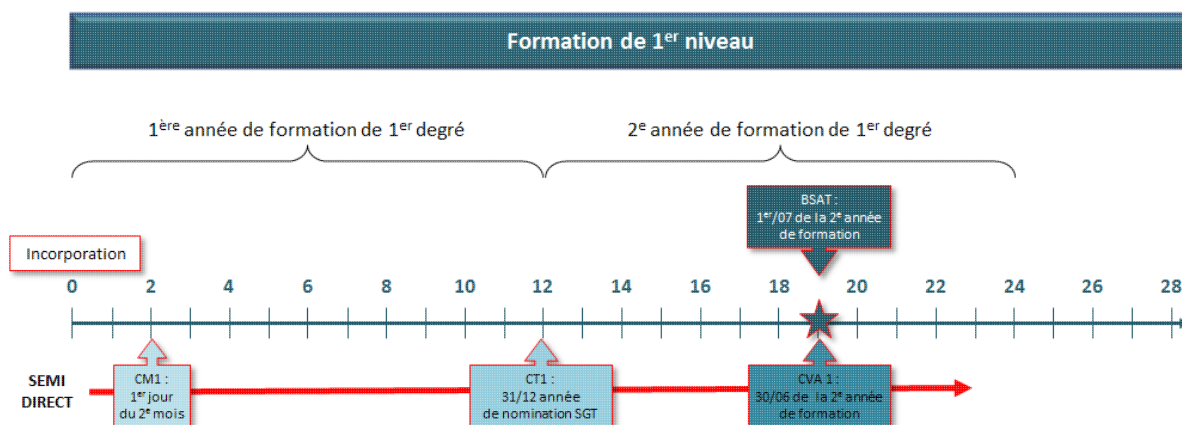 Formation de 1er niveau
1ère année de formation de 1er degré
2e année de formation de 1er degré
BSAT :
1er/07 de la 2e année
de formation
Incorporation
0 2 4 6 8 10 12 14 16 18 20 22 24 26 28
SEMI
DIRECT
CM1 :
1er jour
du 2e mois
CT1 :
31/12 année
de nomination SGT
CVA 1 :
30/06 de la 2e année
de formation